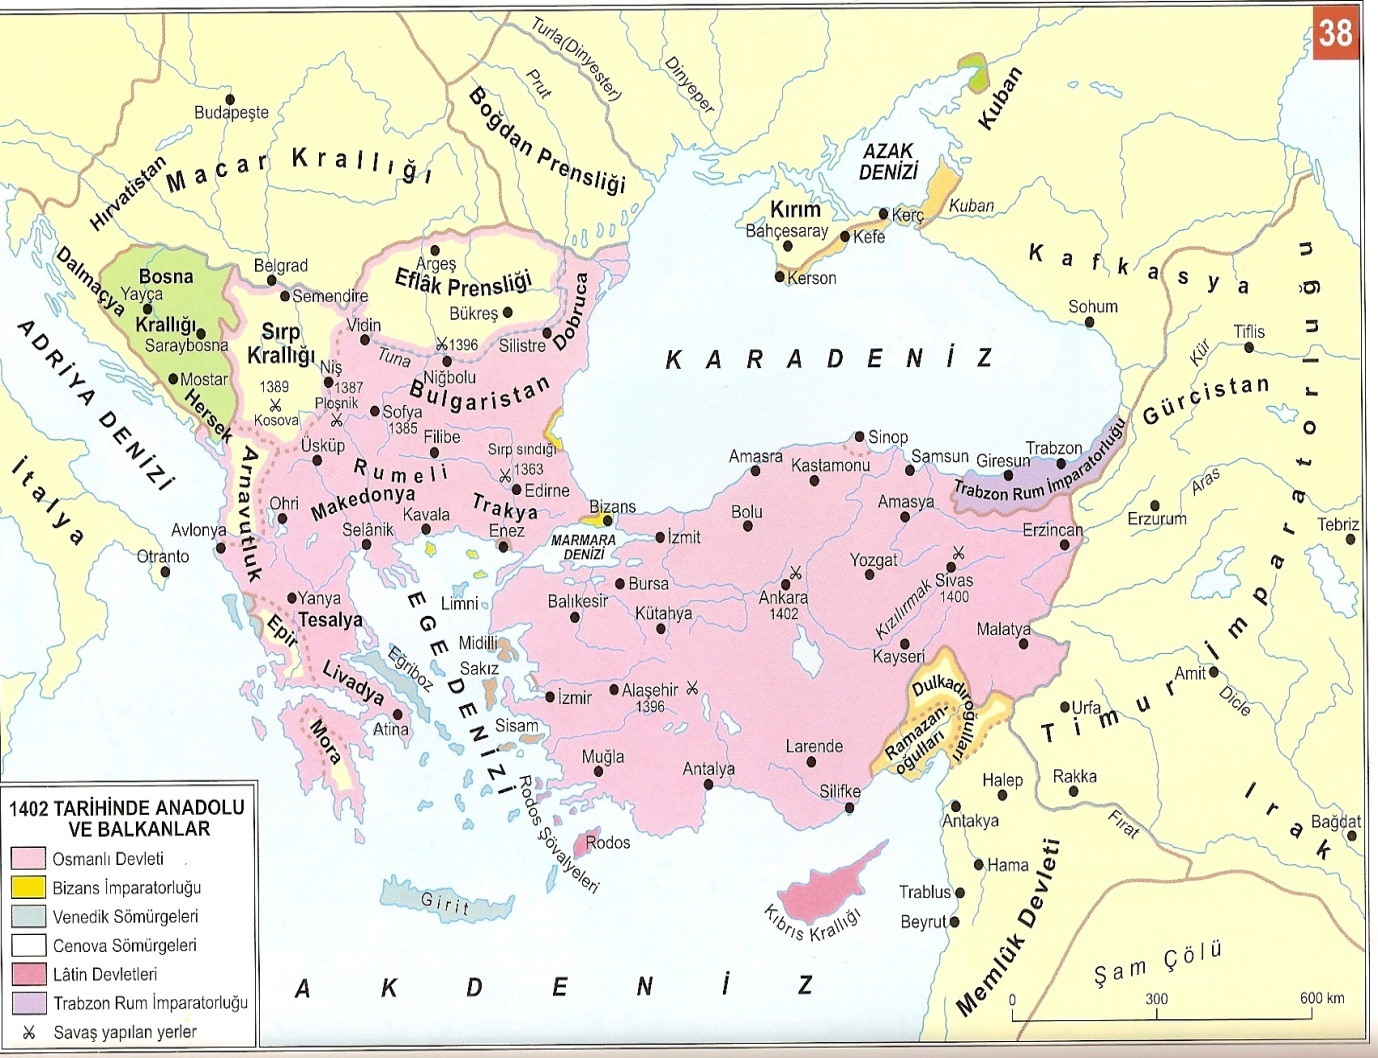 38
Turla(Dinyester)
Prut
Dinyeper
Kuban
Budapeşte
Macar Krallığı
Boğdan Prensliği
Hırvatistan
AZAK
DENİZİ
Kırım
Bahçesaray
Kerç
Kuban
Kefe
Kerson
Kafkasya
Dalmaçya
Bosna
Krallığı
Yayça
Saraybosna
Mostar
Hersek
Belgrad
Semendire
Argeş
Eflâk Prensliği
Bükreş
Dobruca
Silistre
Vidin
Tuna
1396
Niğbolu
Sırp
Krallığı
Niş
1387
Ploşnik
1389
Kosova
Bulgaristan
Sofya
1385
Filibe
Sırp sındığı
1363
Edirne
ADRİYA DENİZİ
İtalya
KARADENİZ
Sohum
Tiflis
Kür
Gürcistan
Üsküp
Rumeli
Makedonya
Trakya
Arnavutluk
Ohri
Selânik
Kavala
Enez
Bizans
MARMARA
DENİZİ
Avlonya
Otranto
Yanya
Tesalya
Epir
Livadya
Eğriboz
Atina
Mora
EGE DENİZİ
Limni
Midilli
Sakız
Sisam
Rodos Şövalyeleri
Rodos
Girit
Sinop
Amasra
Kastamonu
Samsun
Giresun
Trabzon
Trabzon Rum İmparatorluğu
Bolu
İzmit
Amasya
Erzincan
Erzurum
Aras
Tebriz
Bursa
Balıkesir
Kütahya
Ankara
1402
Yozgat
Sivas
1400
Kızılırmak
Kayseri
Malatya
İzmir
Alaşehir
1396
Muğla
Antalya
Larende
Silifke
Dulkadıroğulları
Ramazan-
oğulları
Timur İmparatorluğu
Amit
Dicle
Urfa
Halep
Rakka
Fırat
Antakya
Hama
Trablus
Beyrut
Memlûk Devleti
Irak
Bağdat
Şam Çölü
Kıbrıs Krallığı
AKDENİZ
0 300 600 km
1402 TARİHİNDE ANADOLU
VE BALKANLAR
Osmanlı Devleti
Bizans İmparatorluğu
Venedik Sömürgeleri
Cenova Sömürgeleri
Lâtin Devletleri
Trabzon Rum İmparatorluğu
Savaş yapılan yerler